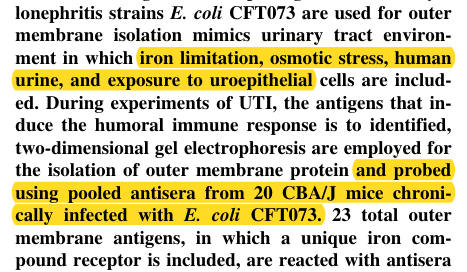 lonephritis strains E. coli CFT073 are used for outer
membrane isolation mimics urinary tract environ-
ment in which iron limitation, osmotic stress, human
urine, and exposure to uroepithelial cells are includ-
ed. During experiments of UTI, the antigens that in-
duce the humoral immune response is to identified,
two-dimensional gel electrophoresis are employed for
the isolation of outer membrane protein and probed
using pooled antisera from 20 CBA/J mice chroni-
cally infected with E. coli CFT073. 23 total outer
membrane antigens, in which a unique iron com-
pound receptor is included, are reacted with antisera